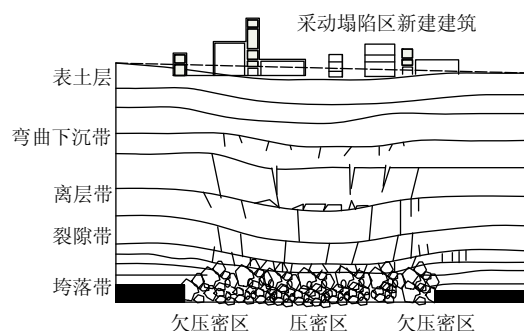 采动塌陷区新建建筑
表土层
弯曲下沉带
离层带
裂隙带
垮落带
欠压密区 压密区 欠压密区